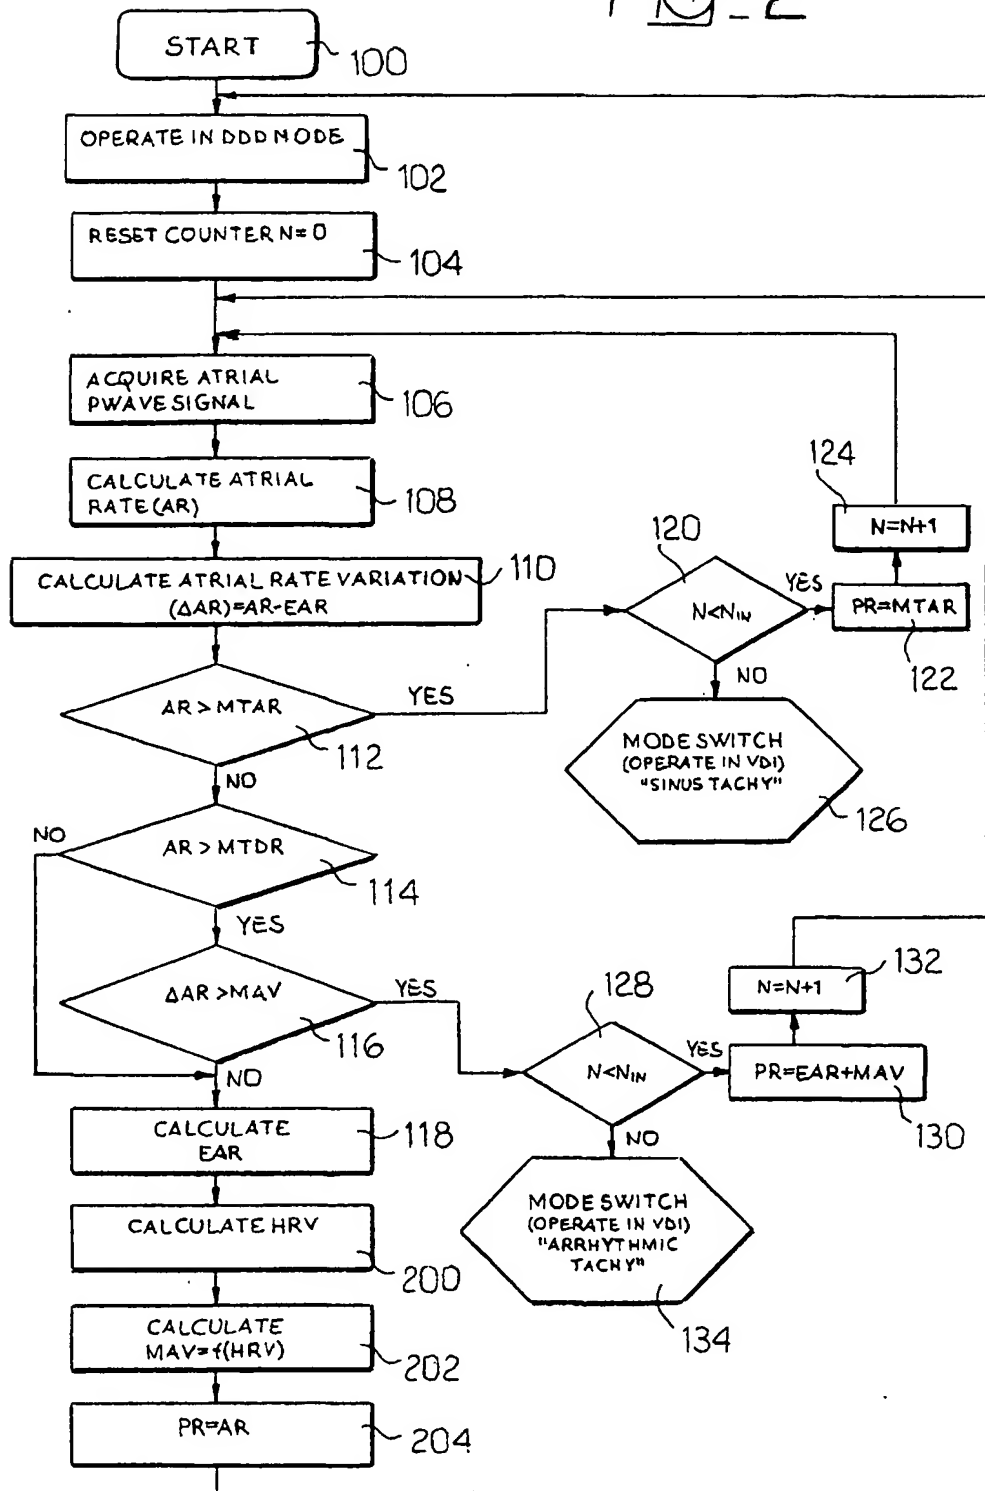 FIG_2
START
100
OPERATE IN DDD MODE
102
RESET COUNTER N=0
104
ACQUIRE ATRIAL
PWAVE SIGNAL
106
CALCULATE ATRIAL
RATE (AR)
108
CALCULATE ATRIAL RATE VARIATION
(ΔAR)=AR-EAR
110
AR > MTAR
112
YES
NO
120
N<NIN
YES
NO
PR=MTAR
122
124
N=N+1
MODE SWITCH
(OPERATE IN VDI)
"SINUS TACHY"
126
AR > MTDR
114
NO
YES
ΔAR >MAV
116
YES
NO
128
N<NIN
YES
NO
PR=EAR+MAV
130
N=N+1
132
MODE SWITCH
(OPERATE IN VDI)
"ARRHYTHMIC
TACHY"
134
CALCULATE
EAR
118
CALCULATE HRV
200
CALCULATE
MAV=f(HRV)
202
PR=AR
204